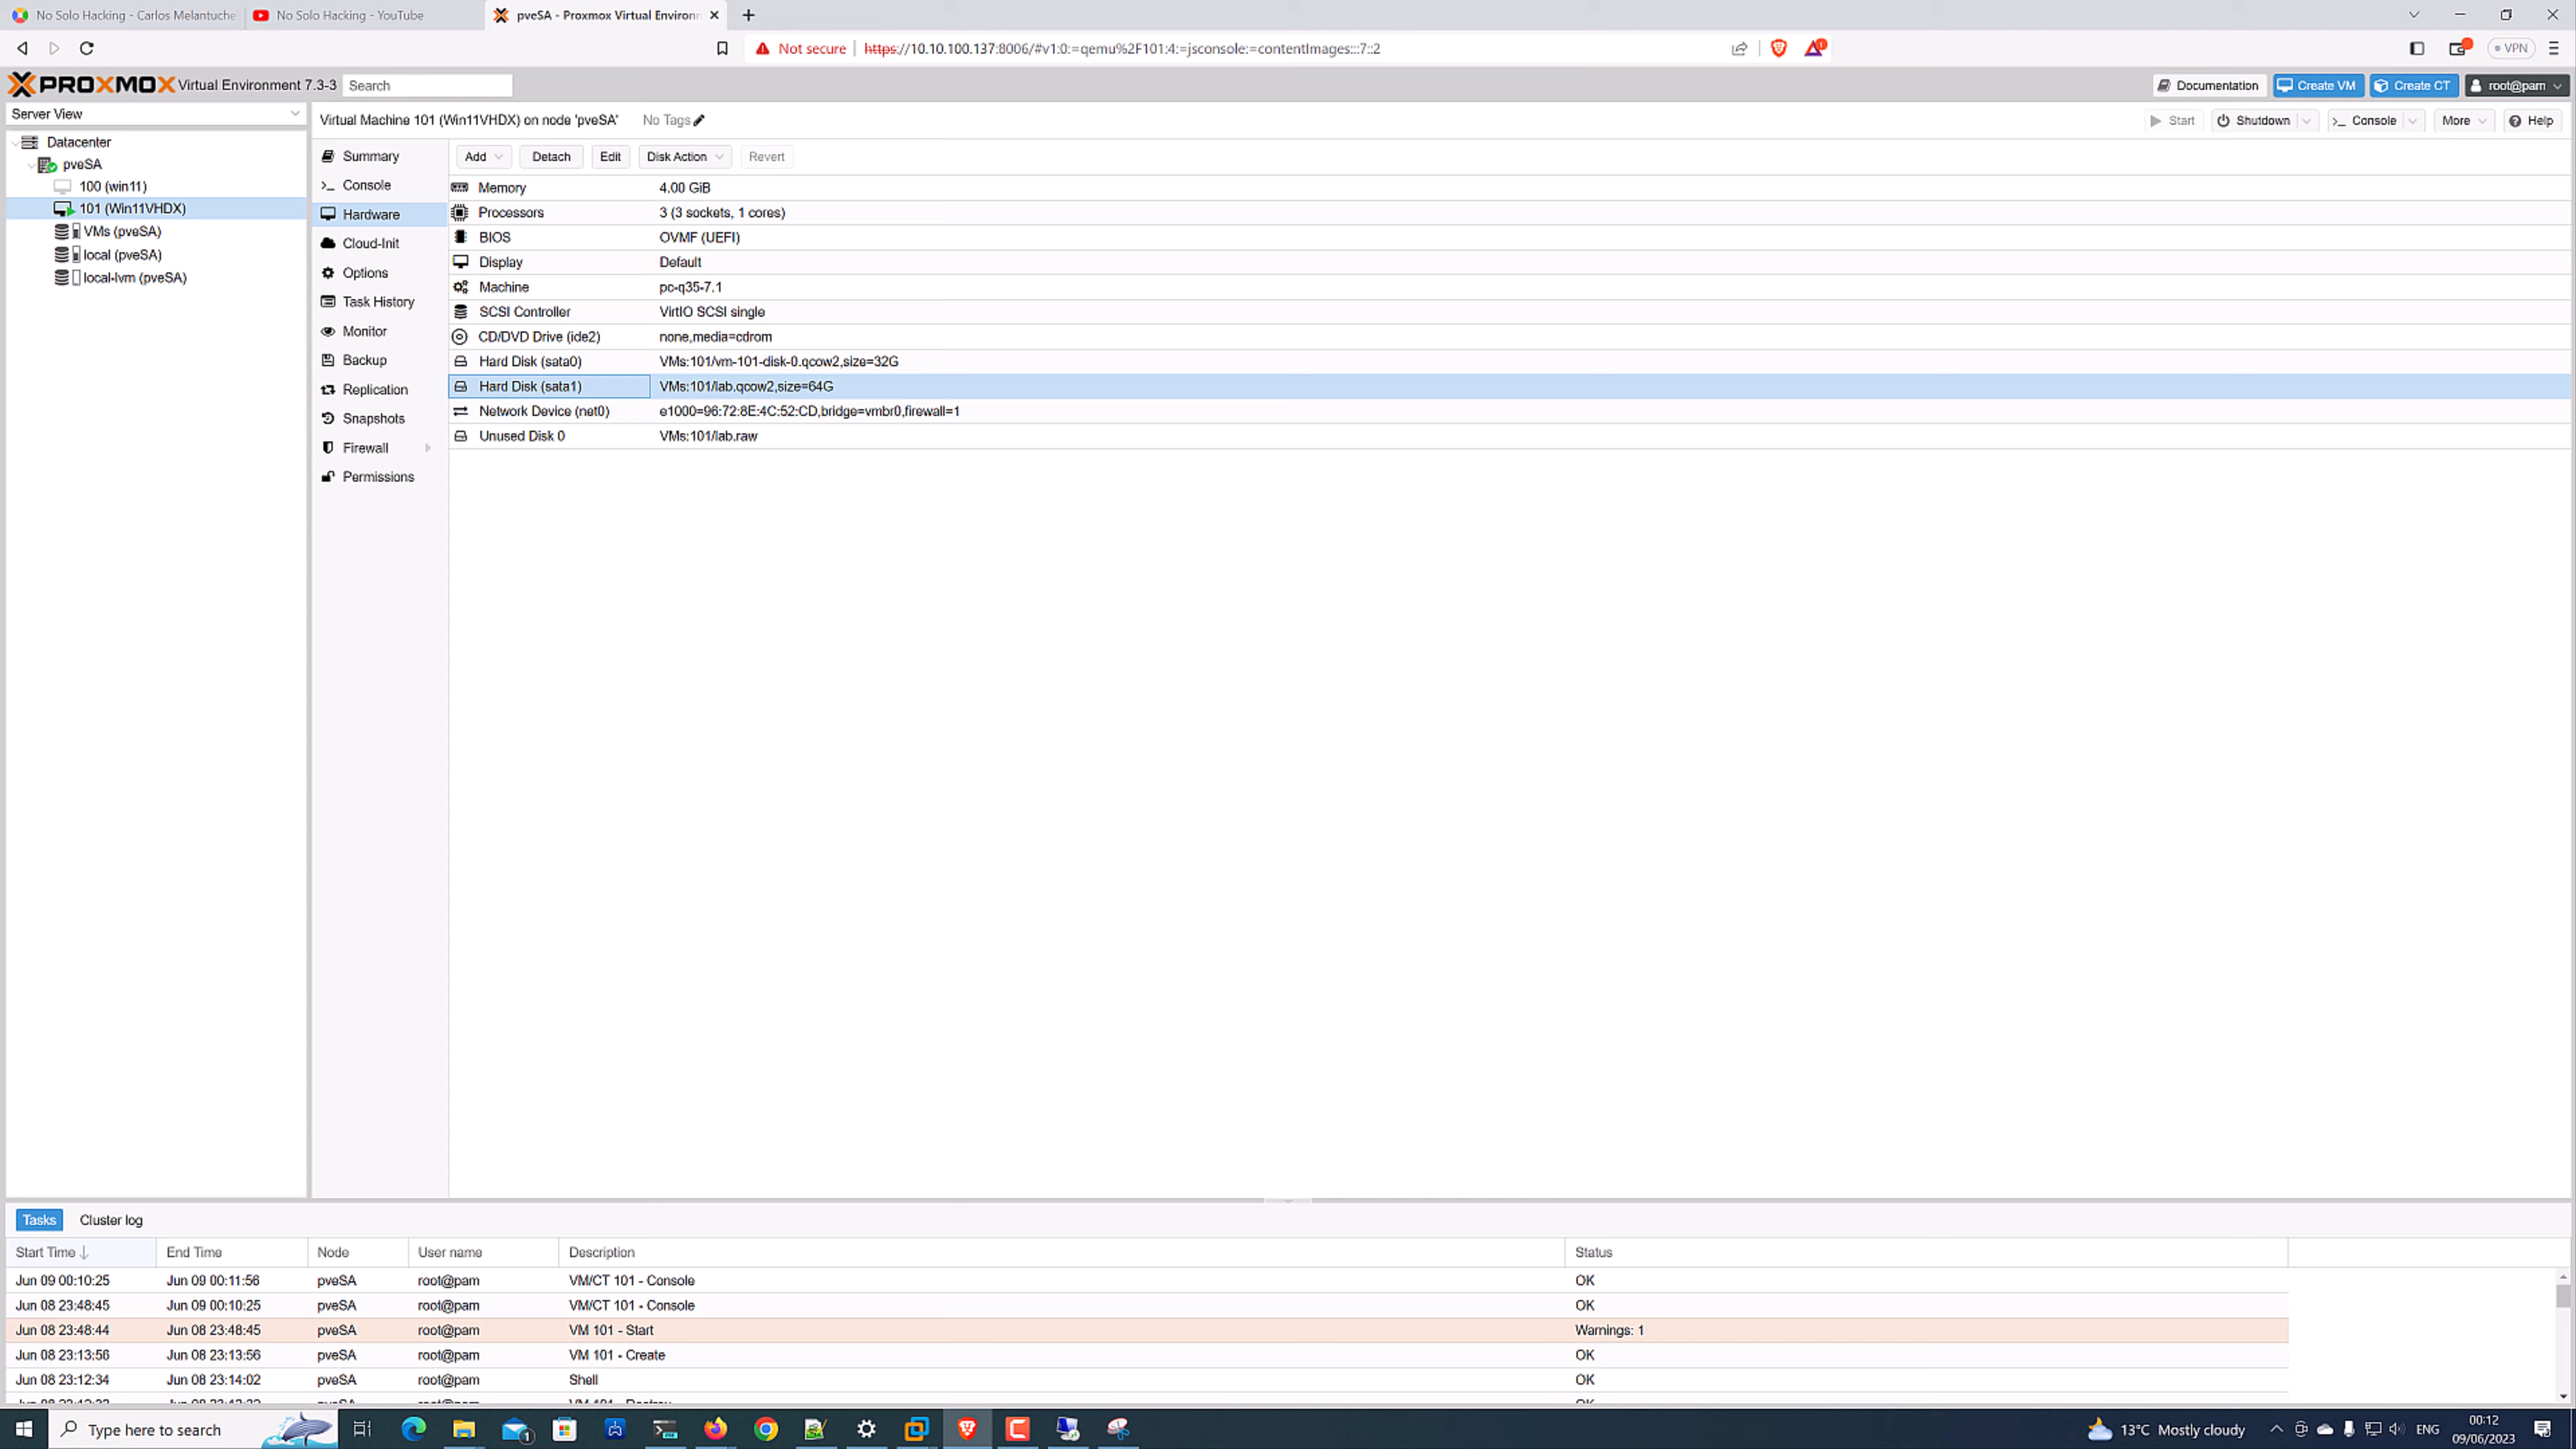 No Solo Hacking - Carlos Melantuche
No Solo Hacking - YouTube
pveSA - Proxmox Virtual Environ
Not secure
https://10.10.100.137:8006/#v1:0:=qemu%2F101:4:=jsconsole:=contentImages:::7::2
1
VPN
PROXMOX Virtual Environment 7.3-3
Search
Documentation
Create VM
Create CT
root@pam
Server View
Datacenter
pveSA
100 (win11)
101 (Win11VHDX)
VMs (pveSA)
local (pveSA)
local-lvm (pveSA)
Virtual Machine 101 (Win11VHDX) on node 'pveSA'
No Tags
Start
Shutdown
Console
More
Help
Summary
Console
Hardware
Cloud-Init
Options
Task History
Monitor
Backup
Replication
Snapshots
Firewall
Permissions
Add
Detach
Edit
Disk Action
Revert
Memory 4.00 GiB
Processors 3 (3 sockets, 1 cores)
BIOS OVMF (UEFI)
Display Default
Machine pc-q35-7.1
SCSI Controller VirtIO SCSI single
CD/DVD Drive (ide2) none,media=cdrom
Hard Disk (sata0) VMs:101/vm-101-disk-0.qcow2,size=32G
Hard Disk (sata1) VMs:101/lab.qcow2,size=64G
Network Device (net0) e1000=96:72:8E:4C:52:CD,bridge=vmbr0,firewall=1
Unused Disk 0 VMs:101/lab.raw
Tasks
Cluster log
Start Time End Time Node User name Description Status
Jun 09 00:10:25 Jun 09 00:11:56 pveSA root@pam VM/CT 101 - Console OK
Jun 08 23:48:45 Jun 09 00:10:25 pveSA root@pam VM/CT 101 - Console OK
Jun 08 23:48:44 Jun 08 23:48:45 pveSA root@pam VM 101 - Start Warnings: 1
Jun 08 23:13:56 Jun 08 23:13:56 pveSA root@pam VM 101 - Create OK
Jun 08 23:12:34 Jun 08 23:14:02 pveSA root@pam Shell OK
Type here to search
1
13°C Mostly cloudy
ENG
00:12
09/06/2023